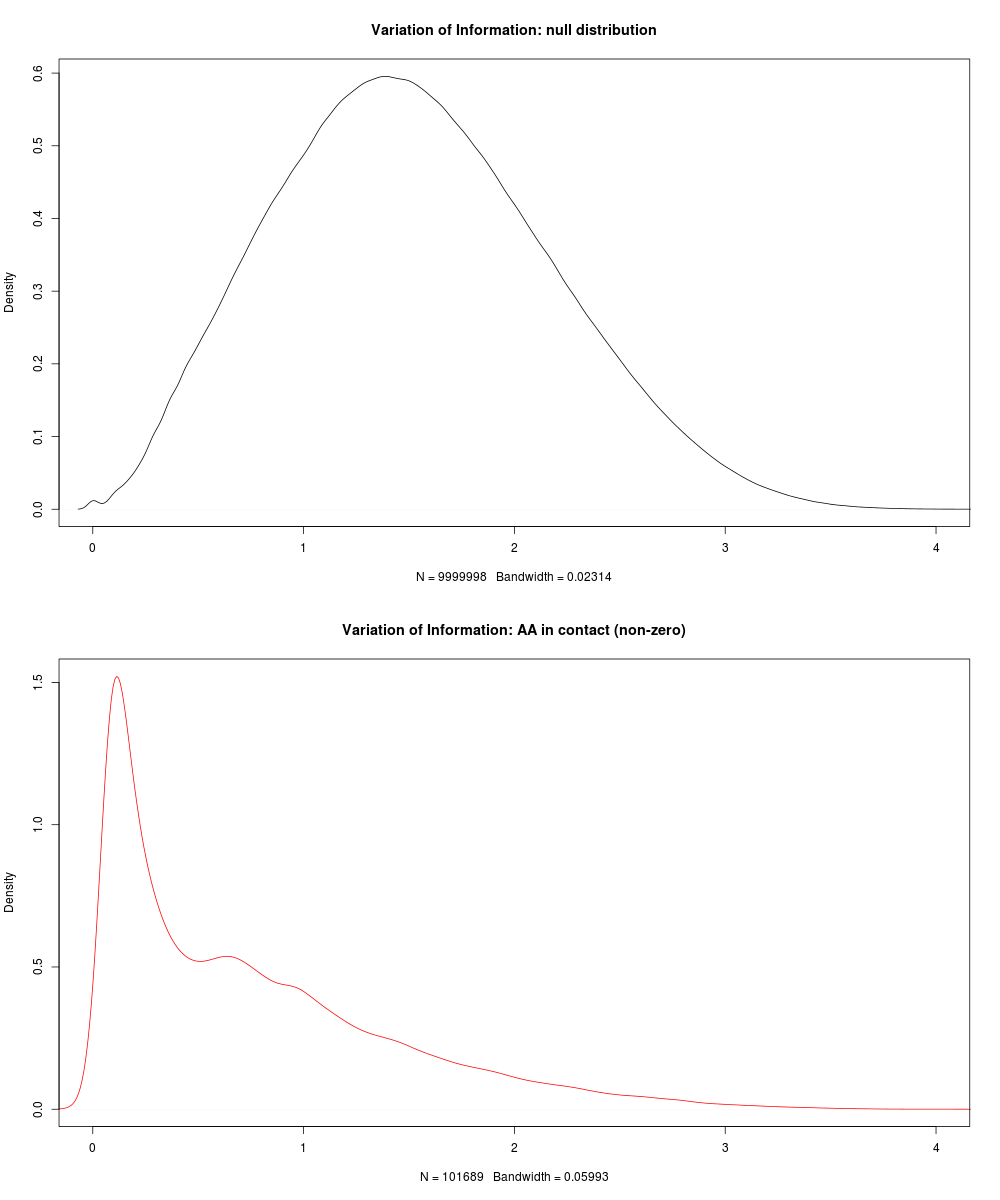 Variation of Information: null distribution
Density
0.6
0.5
0.4
0.3
0.2
0.1
0.0
0 1 2 3 4
N = 9999998 Bandwidth = 0.02314
Variation of Information: AA in contact (non-zero)
Density
1.5
1.0
0.5
0.0
0 1 2 3 4
N = 101689 Bandwidth = 0.05993